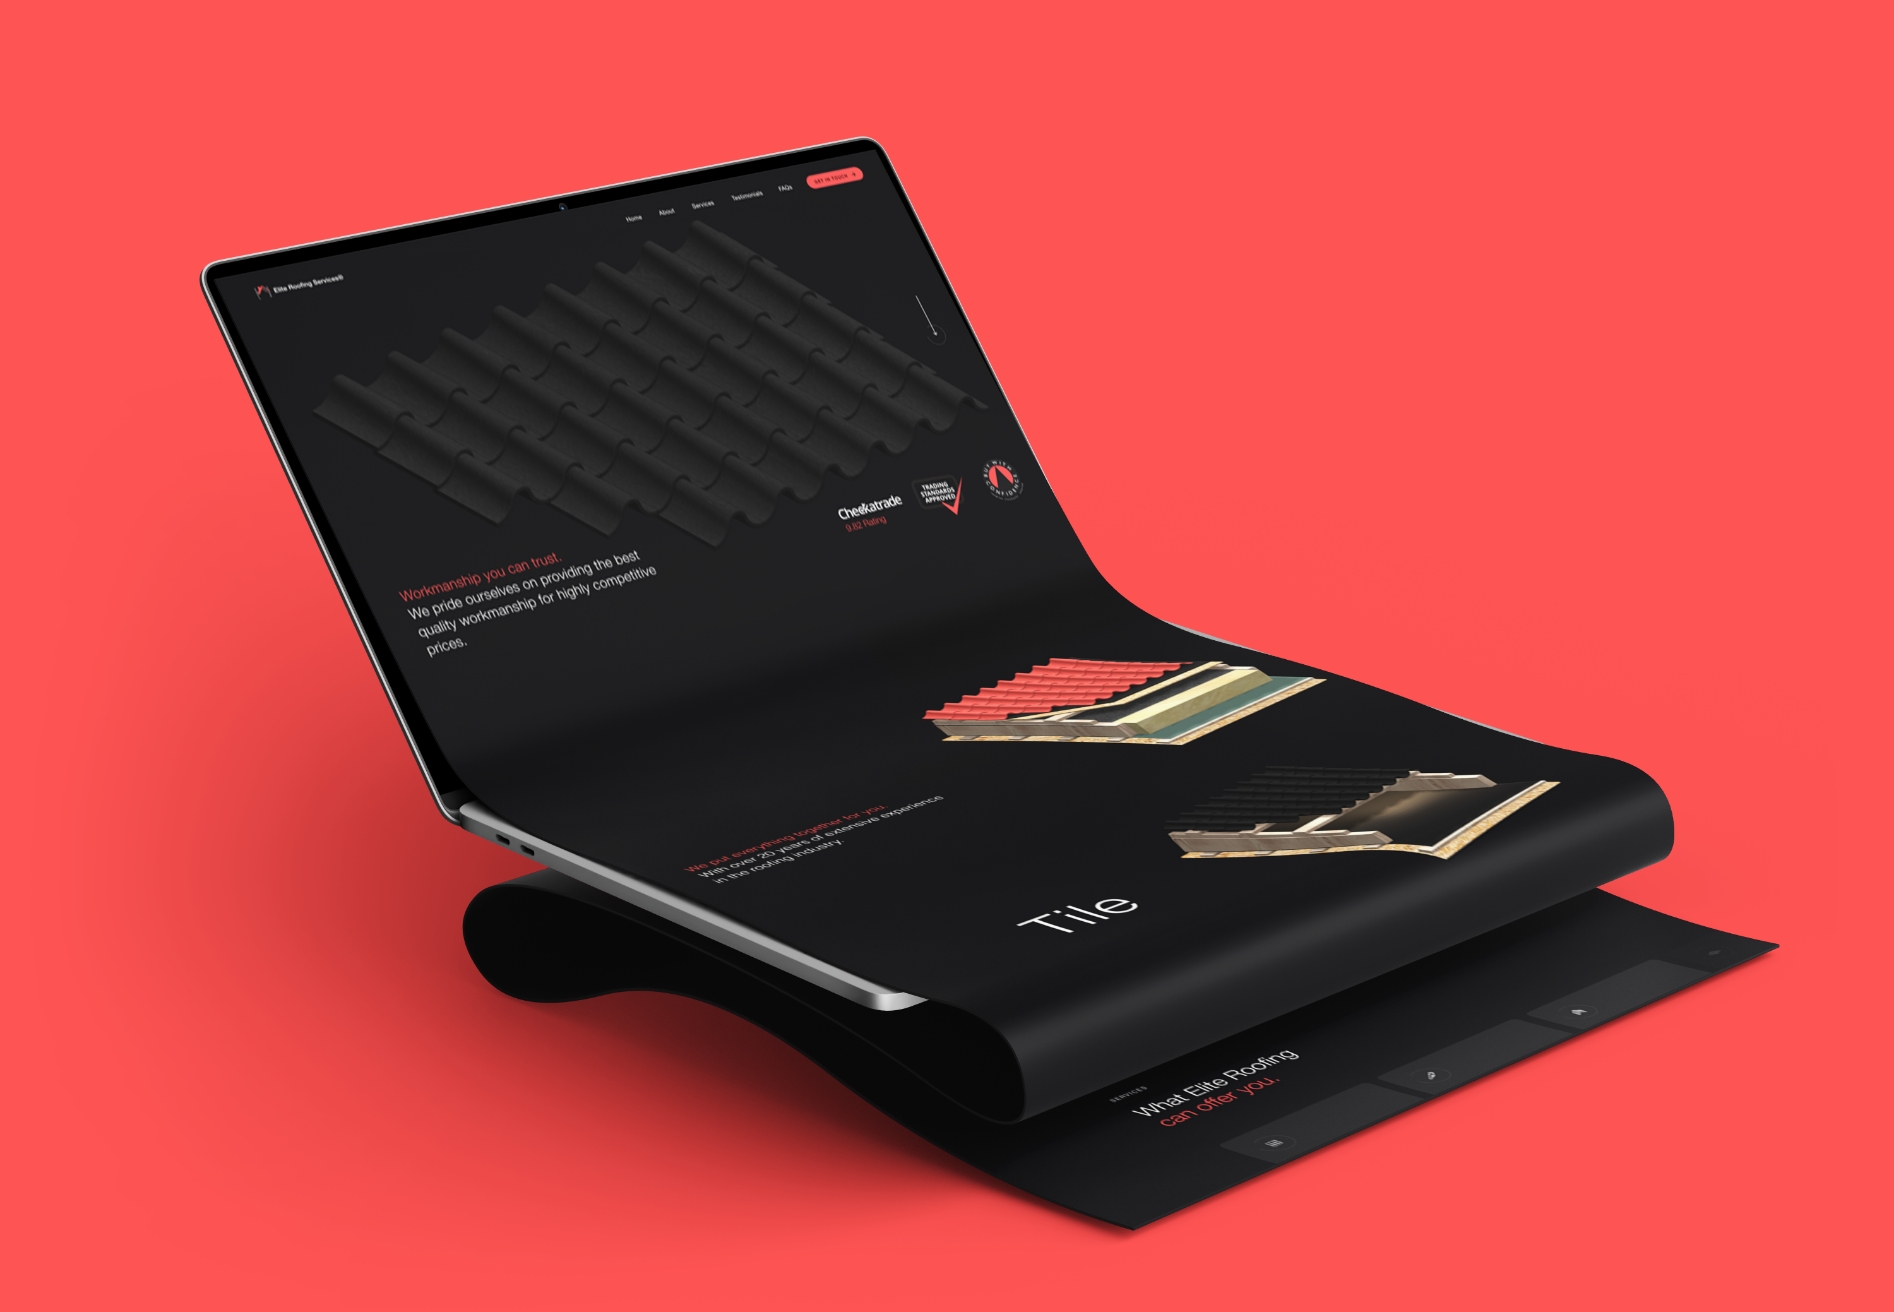 Home
About
Services
Testimonials
FAQs
GET IN TOUCH
Elite Roofing Services®
Checkatrade
9.82 Rating
TRADING
STANDARDS
APPROVED
BUY WITH CONFIDENCE
Workmanship you can trust.
We pride ourselves on providing the best
quality workmanship for highly competitive
prices.
We put everything together for you.
With over 20 years of extensive experience
in the roofing industry.
Tile
SERVICES
What Elite Roofing
can offer you.